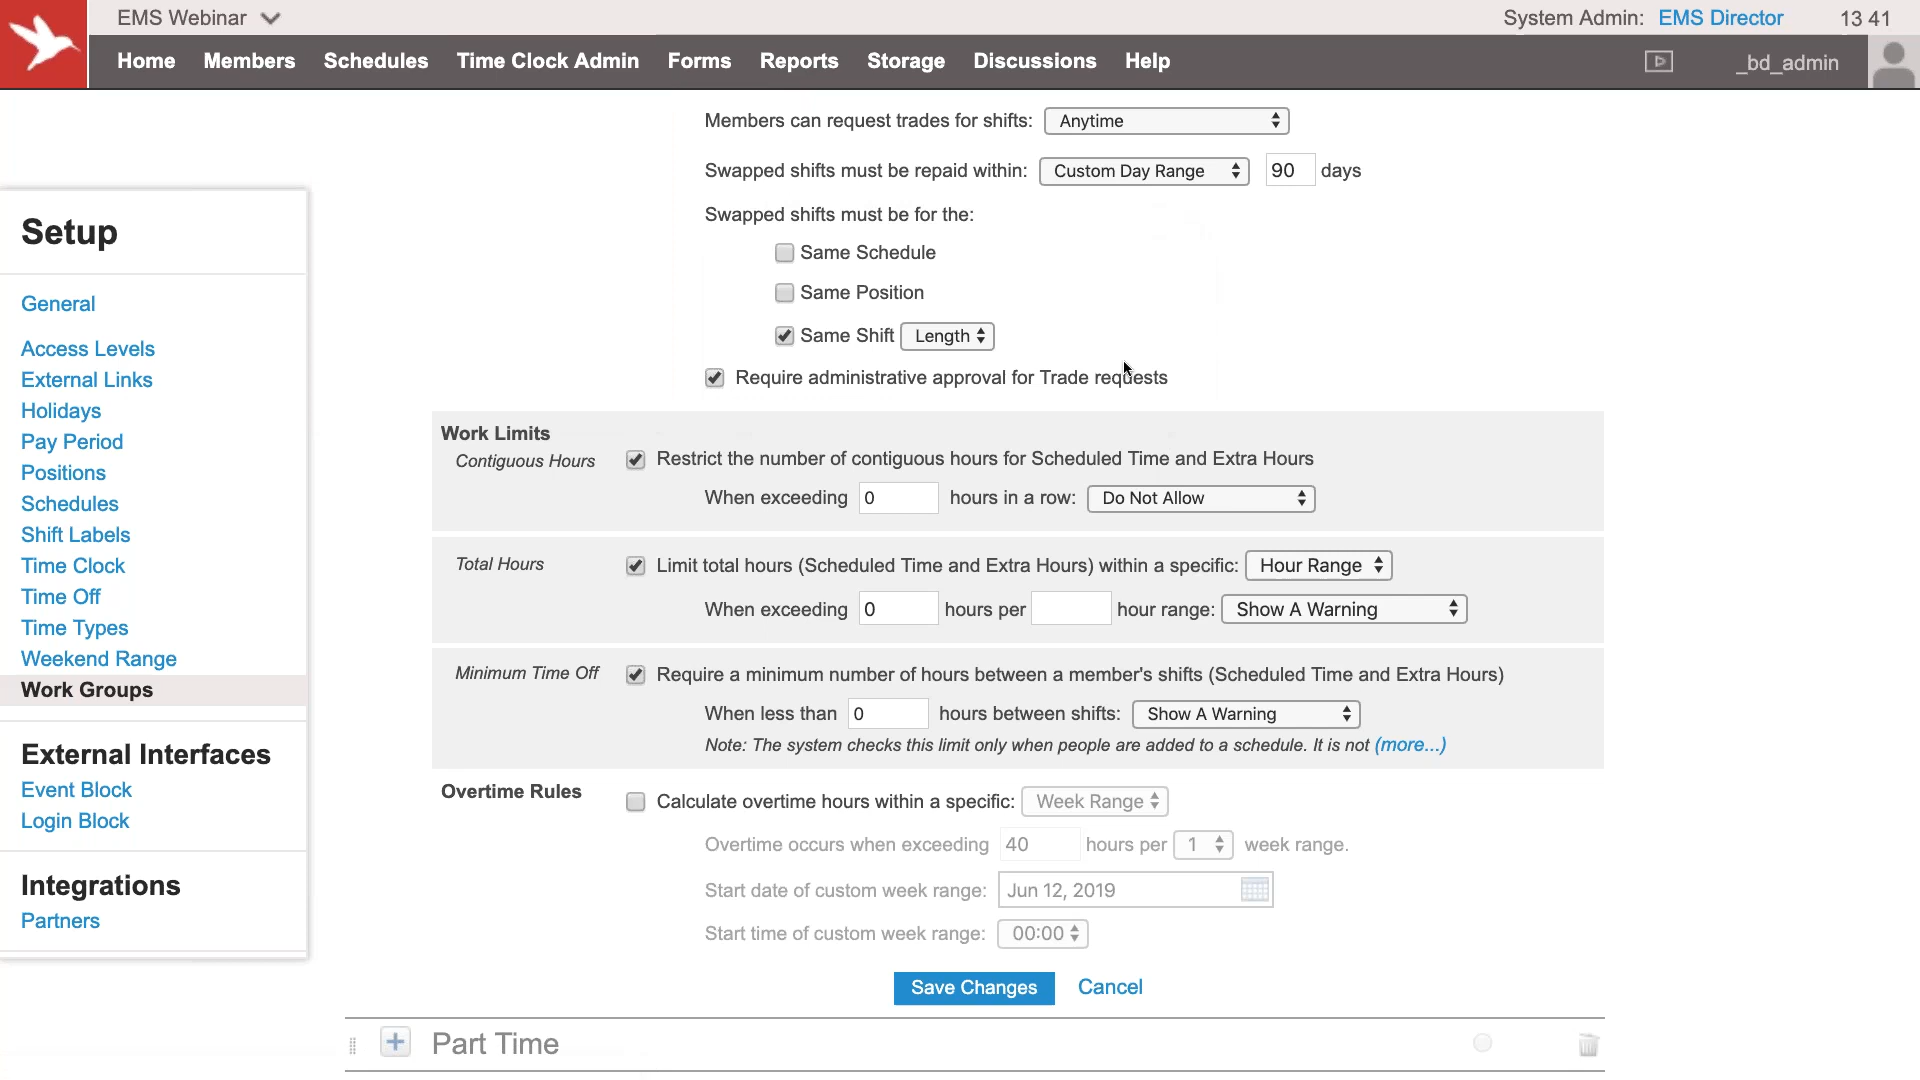 EMS Webinar
System Admin: EMS Director 13 41
Home Members Schedules Time Clock Admin Forms Reports Storage Discussions Help
_bd_admin
Members can request trades for shifts: Anytime
Swapped shifts must be repaid within: Custom Day Range 90 days
Swapped shifts must be for the:
Same Schedule
Same Position
Same Shift Length
Require administrative approval for Trade requests
Setup
General
Access Levels
External Links
Holidays
Pay Period
Positions
Schedules
Shift Labels
Time Clock
Time Off
Time Types
Weekend Range
Work Groups
External Interfaces
Event Block
Login Block
Integrations
Partners
Work Limits
Contiguous Hours Restrict the number of contiguous hours for Scheduled Time and Extra Hours
When exceeding 0 hours in a row: Do Not Allow
Total Hours Limit total hours (Scheduled Time and Extra Hours) within a specific: Hour Range
When exceeding 0 hours per hour range: Show A Warning
Minimum Time Off Require a minimum number of hours between a member's shifts (Scheduled Time and Extra Hours)
When less than 0 hours between shifts: Show A Warning
Note: The system checks this limit only when people are added to a schedule. It is not (more...)
Overtime Rules Calculate overtime hours within a specific: Week Range
Overtime occurs when exceeding 40 hours per 1 week range.
Start date of custom week range: Jun 12, 2019
Start time of custom week range: 00:00
Save Changes Cancel
Part Time